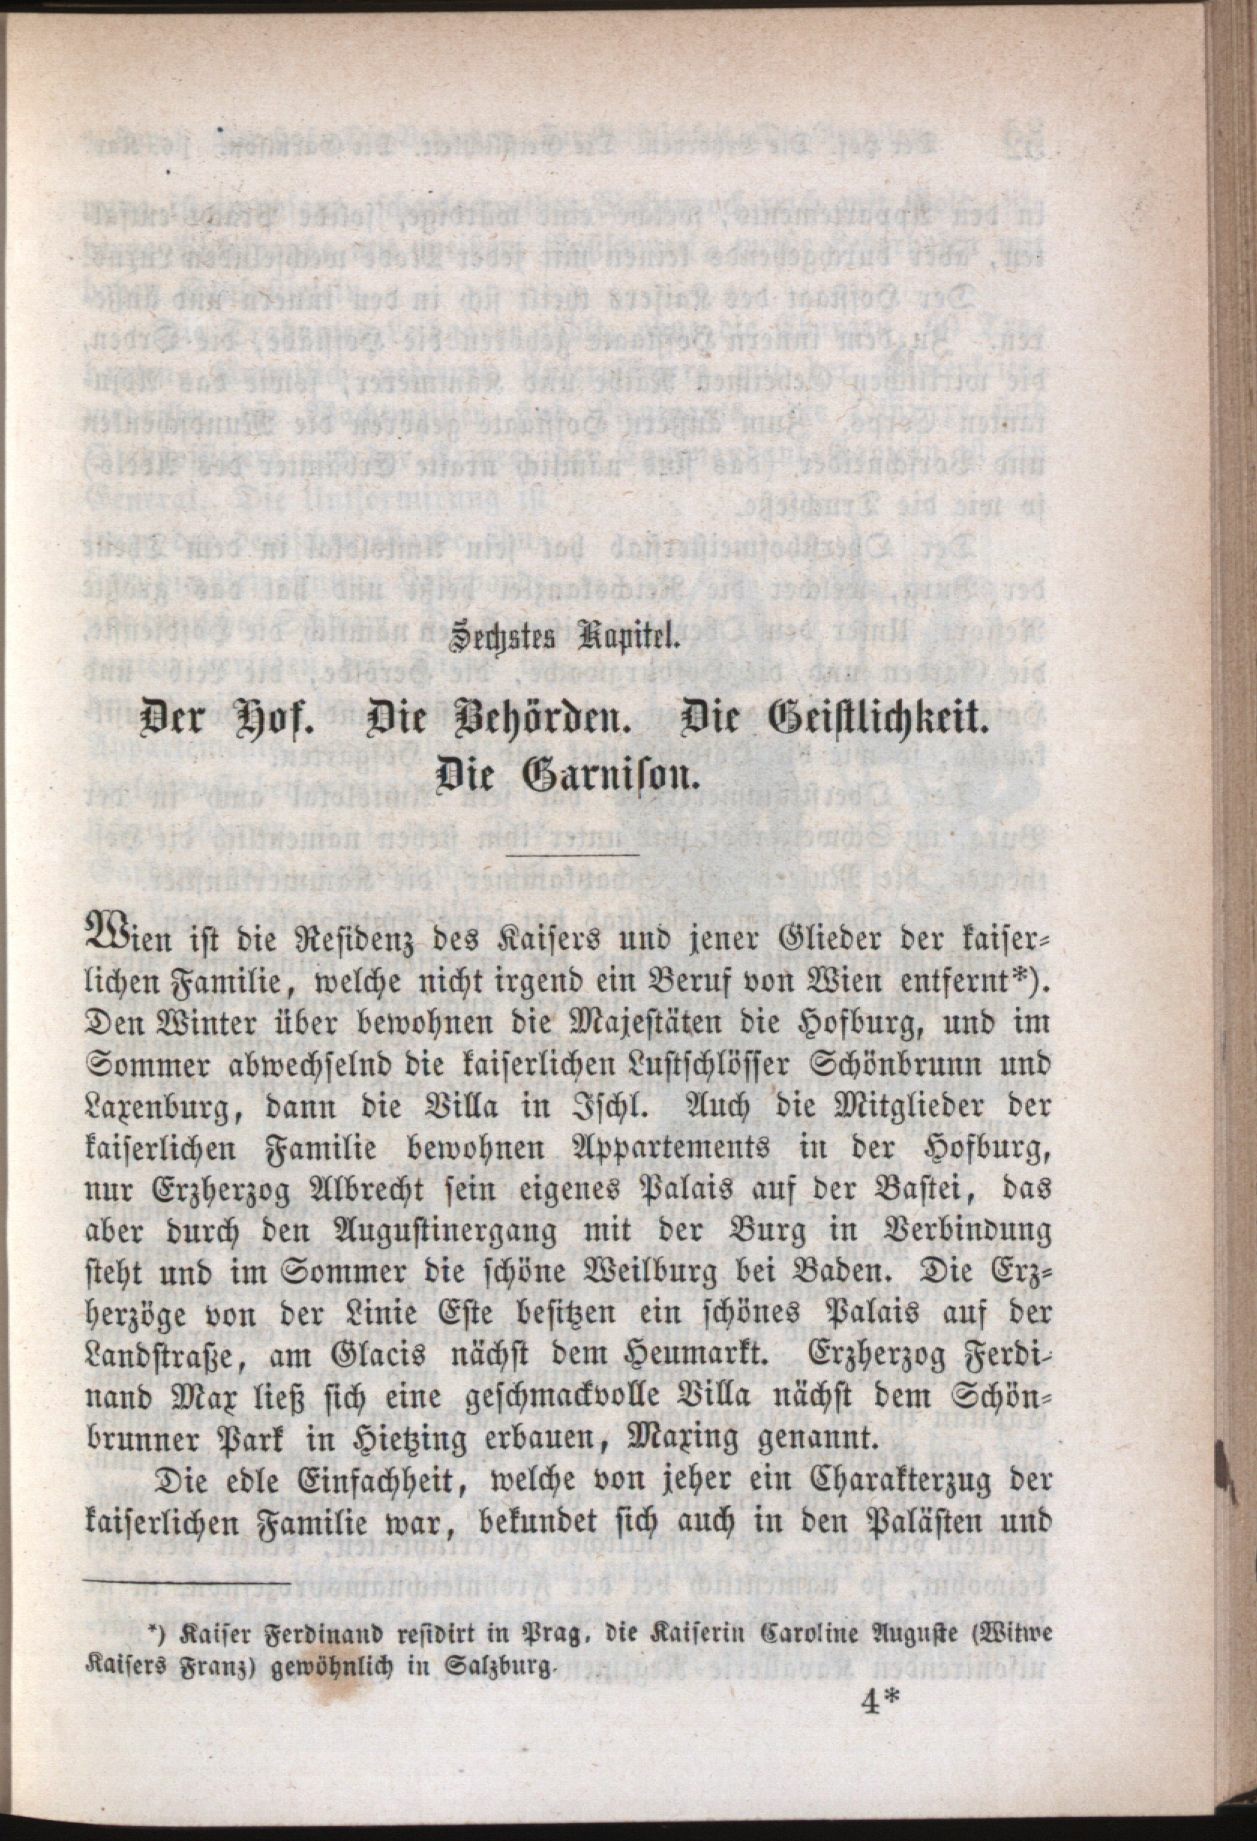 Sechstes Kapitel.
Der Hof. Die Behörden. Die Geistlichkeit.
Die Garnison.
Wien ist die Residenz des Kaisers und jener Glieder der kaiser-
lichen Familie, welche nicht irgend ein Beruf von Wien entfernt*).
Den Winter über bewohnen die Majestäten die Hofburg, und im
Sommer abwechselnd die kaiserlichen Lustschlösser Schönbrunn und
Laxenburg, dann die Villa in Ischl. Auch die Mitglieder der
kaiserlichen Familie bewohnen Appartements in der Hofburg,
nur Erzherzog Albrecht sein eigenes Palais auf der Bastei, das
aber durch den Augustinergang mit der Burg in Verbindung
steht und im Sommer die schöne Weilburg bei Baden. Die Erz-
herzöge von der Linie Este besitzen ein schönes Palais auf der
Landstraße, am Glacis nächst dem Heumarkt. Erzherzog Ferdi-
nand Max ließ sich eine geschmackvolle Villa nächst dem Schön-
brunner Park in Hietzing erbauen, Maxing genannt.
Die edle Einfachheit, welche von jeher ein Charakterzug der
kaiserlichen Familie war, bekundet sich auch in den Palästen und
*) Kaiser Ferdinand residirt in Prag, die Kaiserin Caroline Auguste (Witwe
Kaisers Franz) gewöhnlich in Salzburg.
4*